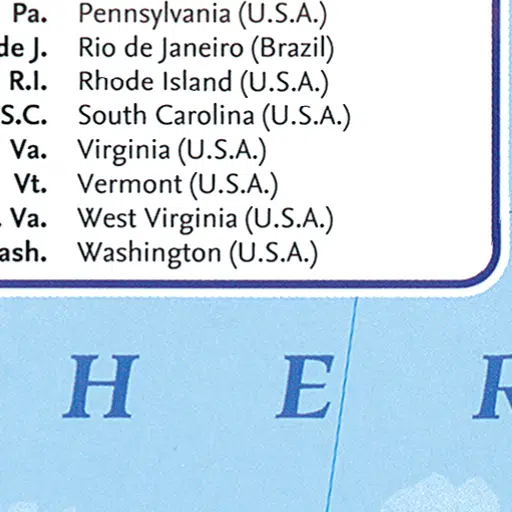 Pa. Pennsylvania (U.S.A.)
de J. Rio de Janeiro (Brazil)
R.I. Rhode Island (U.S.A.)
S.C. South Carolina (U.S.A.)
Va. Virginia (U.S.A.)
Vt. Vermont (U.S.A.)
. Va. West Virginia (U.S.A.)
ash. Washington (U.S.A.)
H E R